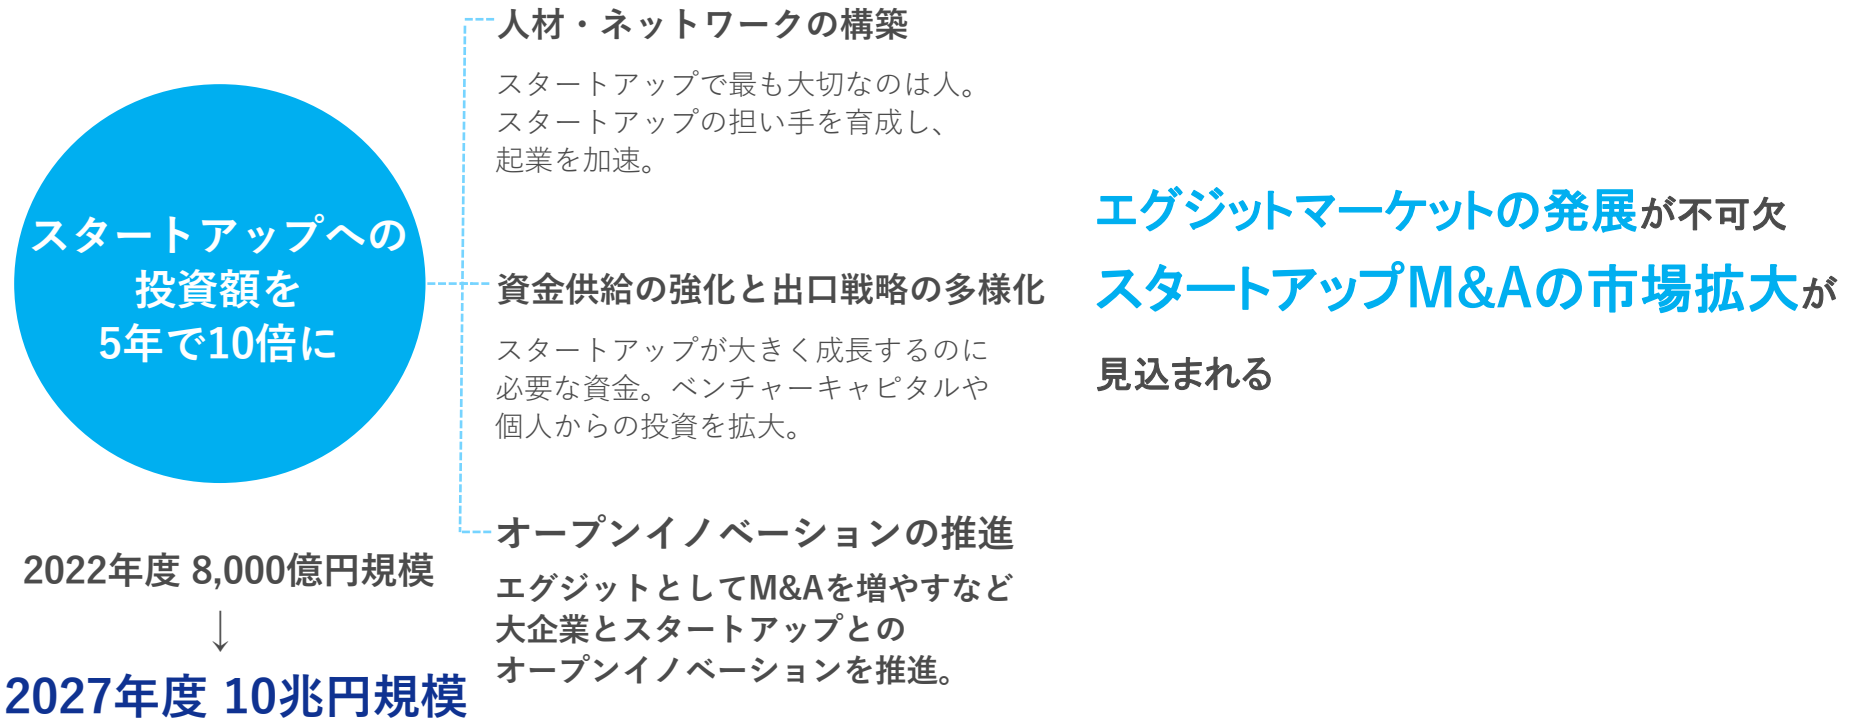 スタートアップへの
投資額を
5年で10倍に
2022年度 8,000億円規模
↓
2027年度 10兆円規模
人材・ネットワークの構築
スタートアップで最も大切なのは人。
スタートアップの担い手を育成し、
起業を加速。
資金供給の強化と出口戦略の多様化
スタートアップが大きく成長するのに
必要な資金。ベンチャーキャピタルや
個人からの投資を拡大。
オープンイノベーションの推進
エグジットとしてM&Aを増やすなど
大企業とスタートアップとの
オープンイノベーションを推進。
エグジットマーケットの発展が不可欠
スタートアップM&Aの市場拡大が
見込まれる